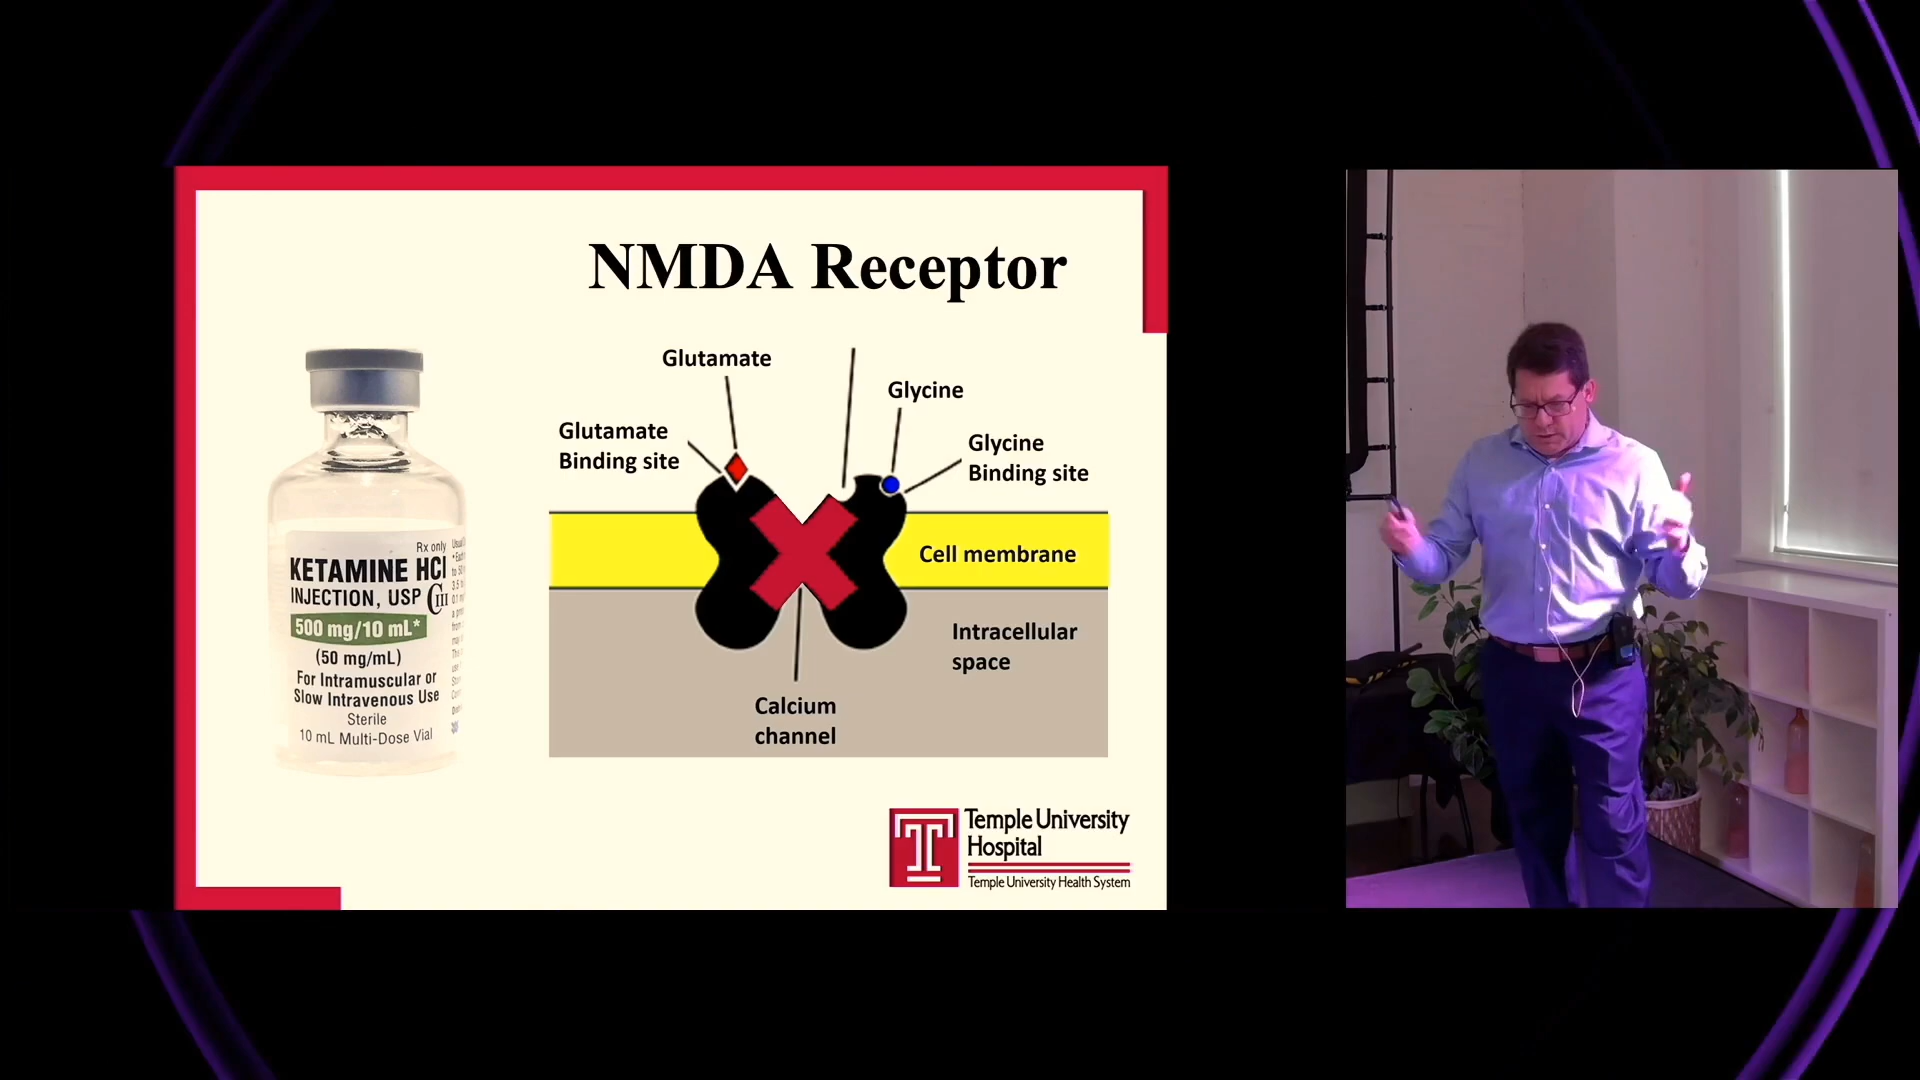 NMDA Receptor
Glutamate
Glycine
Glutamate
Binding site
Glycine
Binding site
Cell membrane
Intracellular
space
Calcium
channel
Rx only
KETAMINE HCl
INJECTION, USP CIII
500 mg/10 mL*
(50 mg/mL)
For Intramuscular or
Slow Intravenous Use
Sterile
10 mL Multi-Dose Vial
T
Temple University
Hospital
Temple University Health System